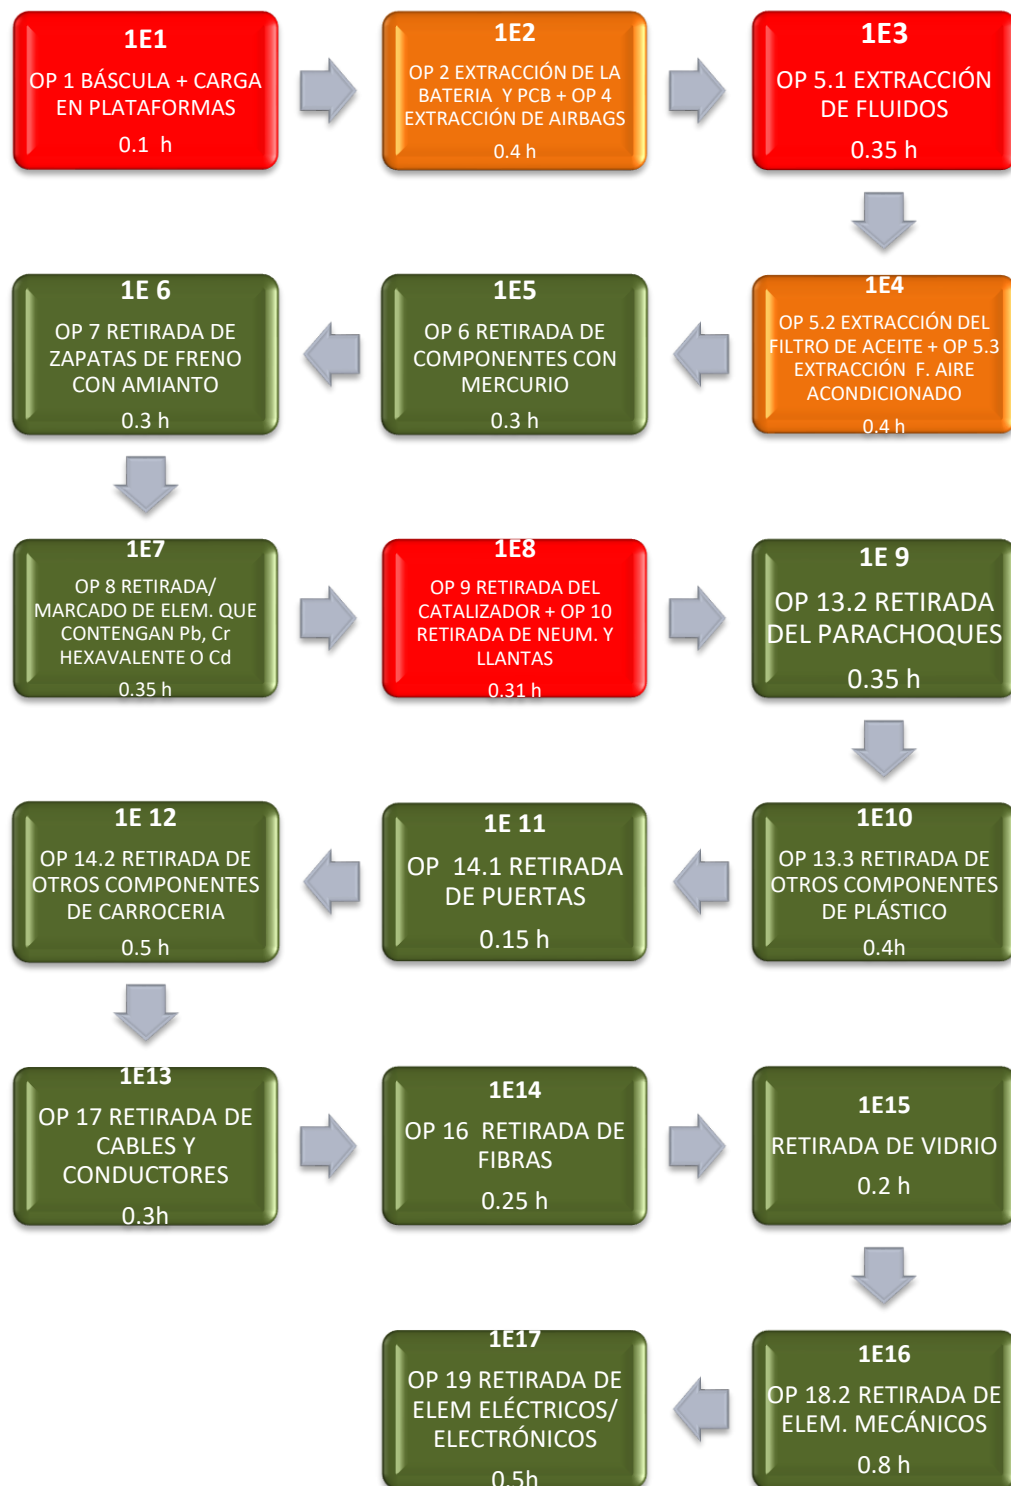 1E1
OP 1 BÁSCULA + CARGA
EN PLATAFORMAS
0.1 h
1E2
OP 2 EXTRACCIÓN DE LA
BATERIA Y PCB + OP 4
EXTRACCIÓN DE AIRBAGS
0.4 h
1E3
OP 5.1 EXTRACCIÓN
DE FLUIDOS
0.35 h
1E4
OP 5.2 EXTRACCIÓN DEL
FILTRO DE ACEITE + OP 5.3
EXTRACCIÓN F. AIRE
ACONDICIONADO
0.4 h
1E5
OP 6 RETIRADA DE
COMPONENTES CON
MERCURIO
0.3 h
1E 6
OP 7 RETIRADA DE
ZAPATAS DE FRENO
CON AMIANTO
0.3 h
1E7
OP 8 RETIRADA/
MARCADO DE ELEM. QUE
CONTENGAN Pb, Cr
HEXAVALENTE O Cd
0.35 h
1E8
OP 9 RETIRADA DEL
CATALIZADOR + OP 10
RETIRADA DE NEUM. Y
LLANTAS
0.31 h
1E 9
OP 13.2 RETIRADA
DEL PARACHOQUES
0.35 h
1E10
OP 13.3 RETIRADA DE
OTROS COMPONENTES
DE PLÁSTICO
0.4h
1E 11
OP 14.1 RETIRADA
DE PUERTAS
0.15 h
1E 12
OP 14.2 RETIRADA DE
OTROS COMPONENTES
DE CARROCERIA
0.5 h
1E13
OP 17 RETIRADA DE
CABLES Y
CONDUCTORES
0.3h
1E14
OP 16 RETIRADA DE
FIBRAS
0.25 h
1E15
RETIRADA DE VIDRIO
0.2 h
1E16
OP 18.2 RETIRADA DE
ELEM. MECÁNICOS
0.8 h
1E17
OP 19 RETIRADA DE
ELEM ELÉCTRICOS/
ELECTRÓNICOS
0.5h